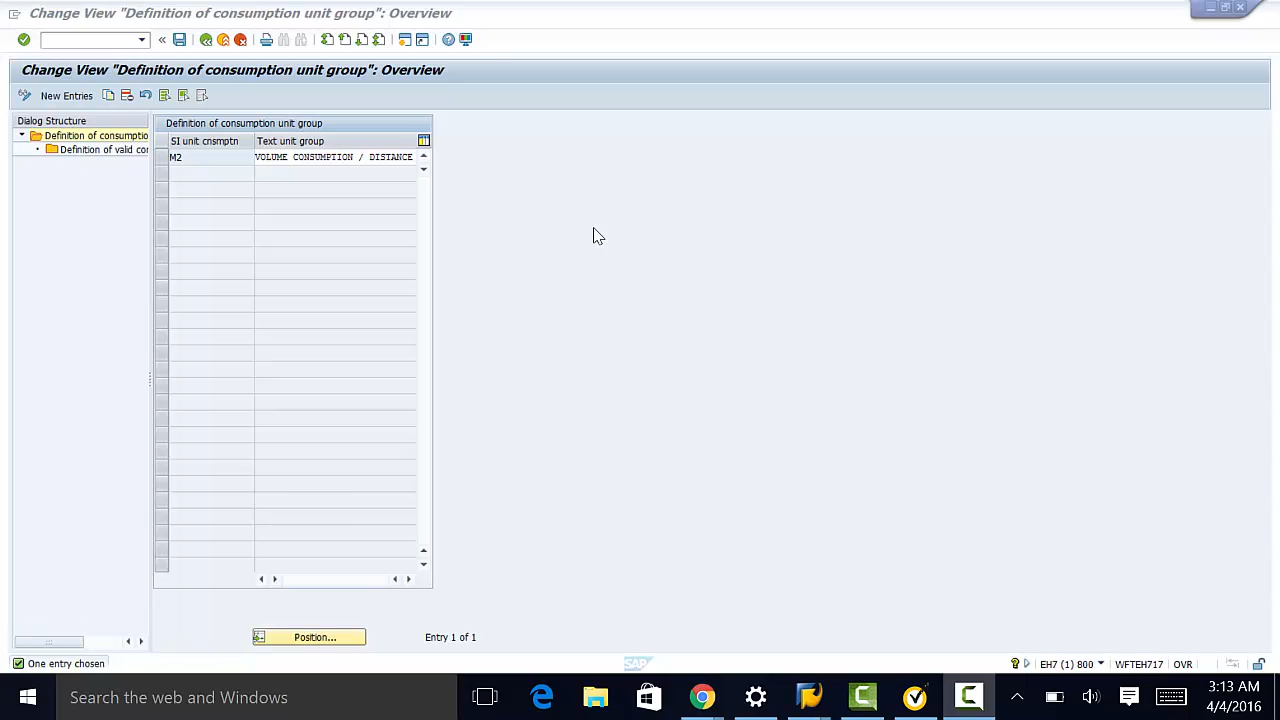 Change View "Definition of consumption unit group": Overview
Change View "Definition of consumption unit group": Overview
New Entries
Dialog Structure
Definition of consumptio
Definition of valid cor
Definition of consumption unit group
SI unit cnsmptn Text unit group
M2 VOLUME CONSUMPTION / DISTANCE
Position...
Entry 1 of 1
One entry chosen
SAP
EH7 (1) 800 WFTEH717 OVR
Search the web and Windows
3:13 AM
4/4/2016